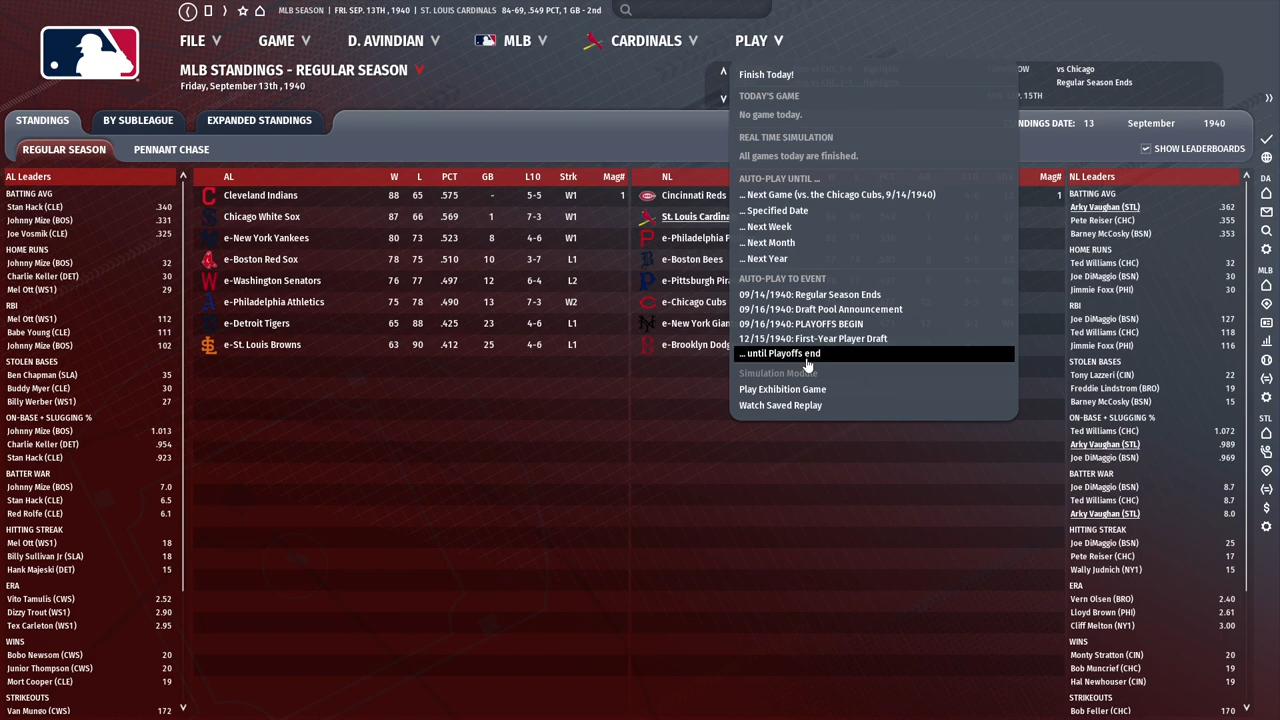 MLB SEASON | FRI. SEP. 13TH , 1940 | ST. LOUIS CARDINALS 84-69, .549 PCT, 1 GB - 2nd
FILE GAME D. AVINDIAN MLB CARDINALS PLAY
MLB STANDINGS - REGULAR SEASON
Friday, September 13th , 1940
vs Chicago
Regular Season Ends
STANDINGS BY SUBLEAGUE EXPANDED STANDINGS
13 September 1940
REGULAR SEASON PENNANT CHASE
SHOW LEADERBOARDS
AL Leaders
BATTING AVG
Stan Hack (CLE) .340
Johnny Mize (BOS) .331
Joe Vosmik (CLE) .325
HOME RUNS
Johnny Mize (BOS) 32
Charlie Keller (DET) 30
Mel Ott (WS1) 29
RBI
Mel Ott (WS1) 112
Babe Young (CLE) 111
Johnny Mize (BOS) 102
STOLEN BASES
Ben Chapman (SLA) 35
Buddy Myer (CLE) 30
Billy Werber (WS1) 26
ON-BASE + SLUGGING %
Johnny Mize (BOS) 1.013
Charlie Keller (DET) .954
Stan Hack (CLE) .923
BATTER WAR
Johnny Mize (BOS) 7.0
Stan Hack (CLE) 6.5
Red Rolfe (CLE) 6.1
HITTING STREAK
Mel Ott (WS1) 18
Billy Sullivan Jr (SLA) 18
Hank Majeski (DET) 15
ERA
Vito Tamulis (CWS) 2.52
Dizzy Trout (WS1) 2.90
Tex Carleton (WS1) 2.95
WINS
Bobo Newsom (CWS) 20
Junior Thompson (CWS) 20
Mort Cooper (CLE) 19
STRIKEOUTS
Van Mungo (CWS) 172
AL W L PCT GB L10 Strk Mag#
Cleveland Indians 88 65 .575 - 5-5 W1 1
Chicago White Sox 87 66 .569 1 7-3 W1
e-New York Yankees 80 73 .523 8 4-6 W1
e-Boston Red Sox 78 75 .510 10 3-7 L1
e-Washington Senators 76 77 .497 12 6-4 L2
e-Philadelphia Athletics 75 78 .490 13 7-3 W2
e-Detroit Tigers 65 88 .425 23 4-6 L1
e-St. Louis Browns 63 90 .412 25 4-6 L1
NL Mag#
Cincinnati Reds 1
St. Louis Cardina
e-Philadelphia P
e-Boston Bees
e-Pittsburgh Pir
e-Chicago Cubs
e-New York Gian
e-Brooklyn Dodg
Finish Today!
TODAY'S GAME
No game today.
REAL TIME SIMULATION
All games today are finished.
AUTO-PLAY UNTIL ...
... Next Game (vs. the Chicago Cubs, 9/14/1940)
... Specified Date
... Next Week
... Next Month
... Next Year
AUTO-PLAY TO EVENT
09/14/1940: Regular Season Ends
09/16/1940: Draft Pool Announcement
09/16/1940: PLAYOFFS BEGIN
12/15/1940: First-Year Player Draft
... until Playoffs end
Simulation Module
Play Exhibition Game
Watch Saved Replay
NL Leaders
BATTING AVG
Arky Vaughan (STL) .362
Pete Reiser (CHC) .355
Barney McCosky (BSN) .353
HOME RUNS
Ted Williams (CHC) 32
Joe DiMaggio (BSN) 30
Jimmie Foxx (PHI) 30
RBI
Joe DiMaggio (BSN) 127
Ted Williams (CHC) 118
Jimmie Foxx (PHI) 116
STOLEN BASES
Tony Lazzeri (CIN) 22
Freddie Lindstrom (BRO) 19
Barney McCosky (BSN) 15
ON-BASE + SLUGGING %
Ted Williams (CHC) 1.072
Arky Vaughan (STL) .989
Joe DiMaggio (BSN) .969
BATTER WAR
Joe DiMaggio (BSN) 8.7
Ted Williams (CHC) 8.7
Arky Vaughan (STL) 8.0
HITTING STREAK
Joe DiMaggio (BSN) 25
Pete Reiser (CHC) 17
Wally Judnich (NY1) 15
ERA
Vern Olsen (BRO) 2.40
Lloyd Brown (PHI) 2.61
Cliff Melton (NY1) 3.00
WINS
Monty Stratton (CIN) 20
Bob Muncrief (CHC) 19
Hal Newhouser (CIN) 19
STRIKEOUTS
Bob Feller (CHC) 170
DA
MLB
STL